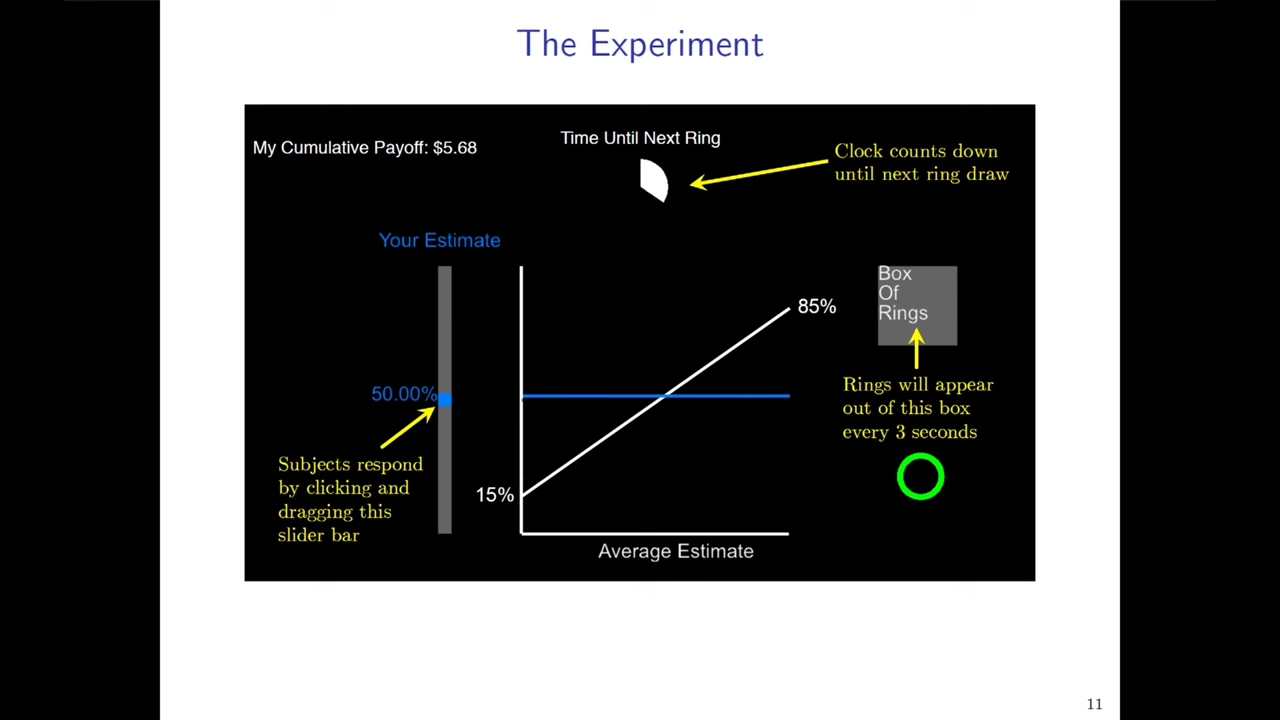 The Experiment
My Cumulative Payoff: $5.68
Time Until Next Ring
Clock counts down
until next ring draw
Your Estimate
Box
Of
Rings
85%
50.00%
Rings will appear
out of this box
every 3 seconds
Subjects respond
by clicking and
dragging this
slider bar
15%
Average Estimate
11